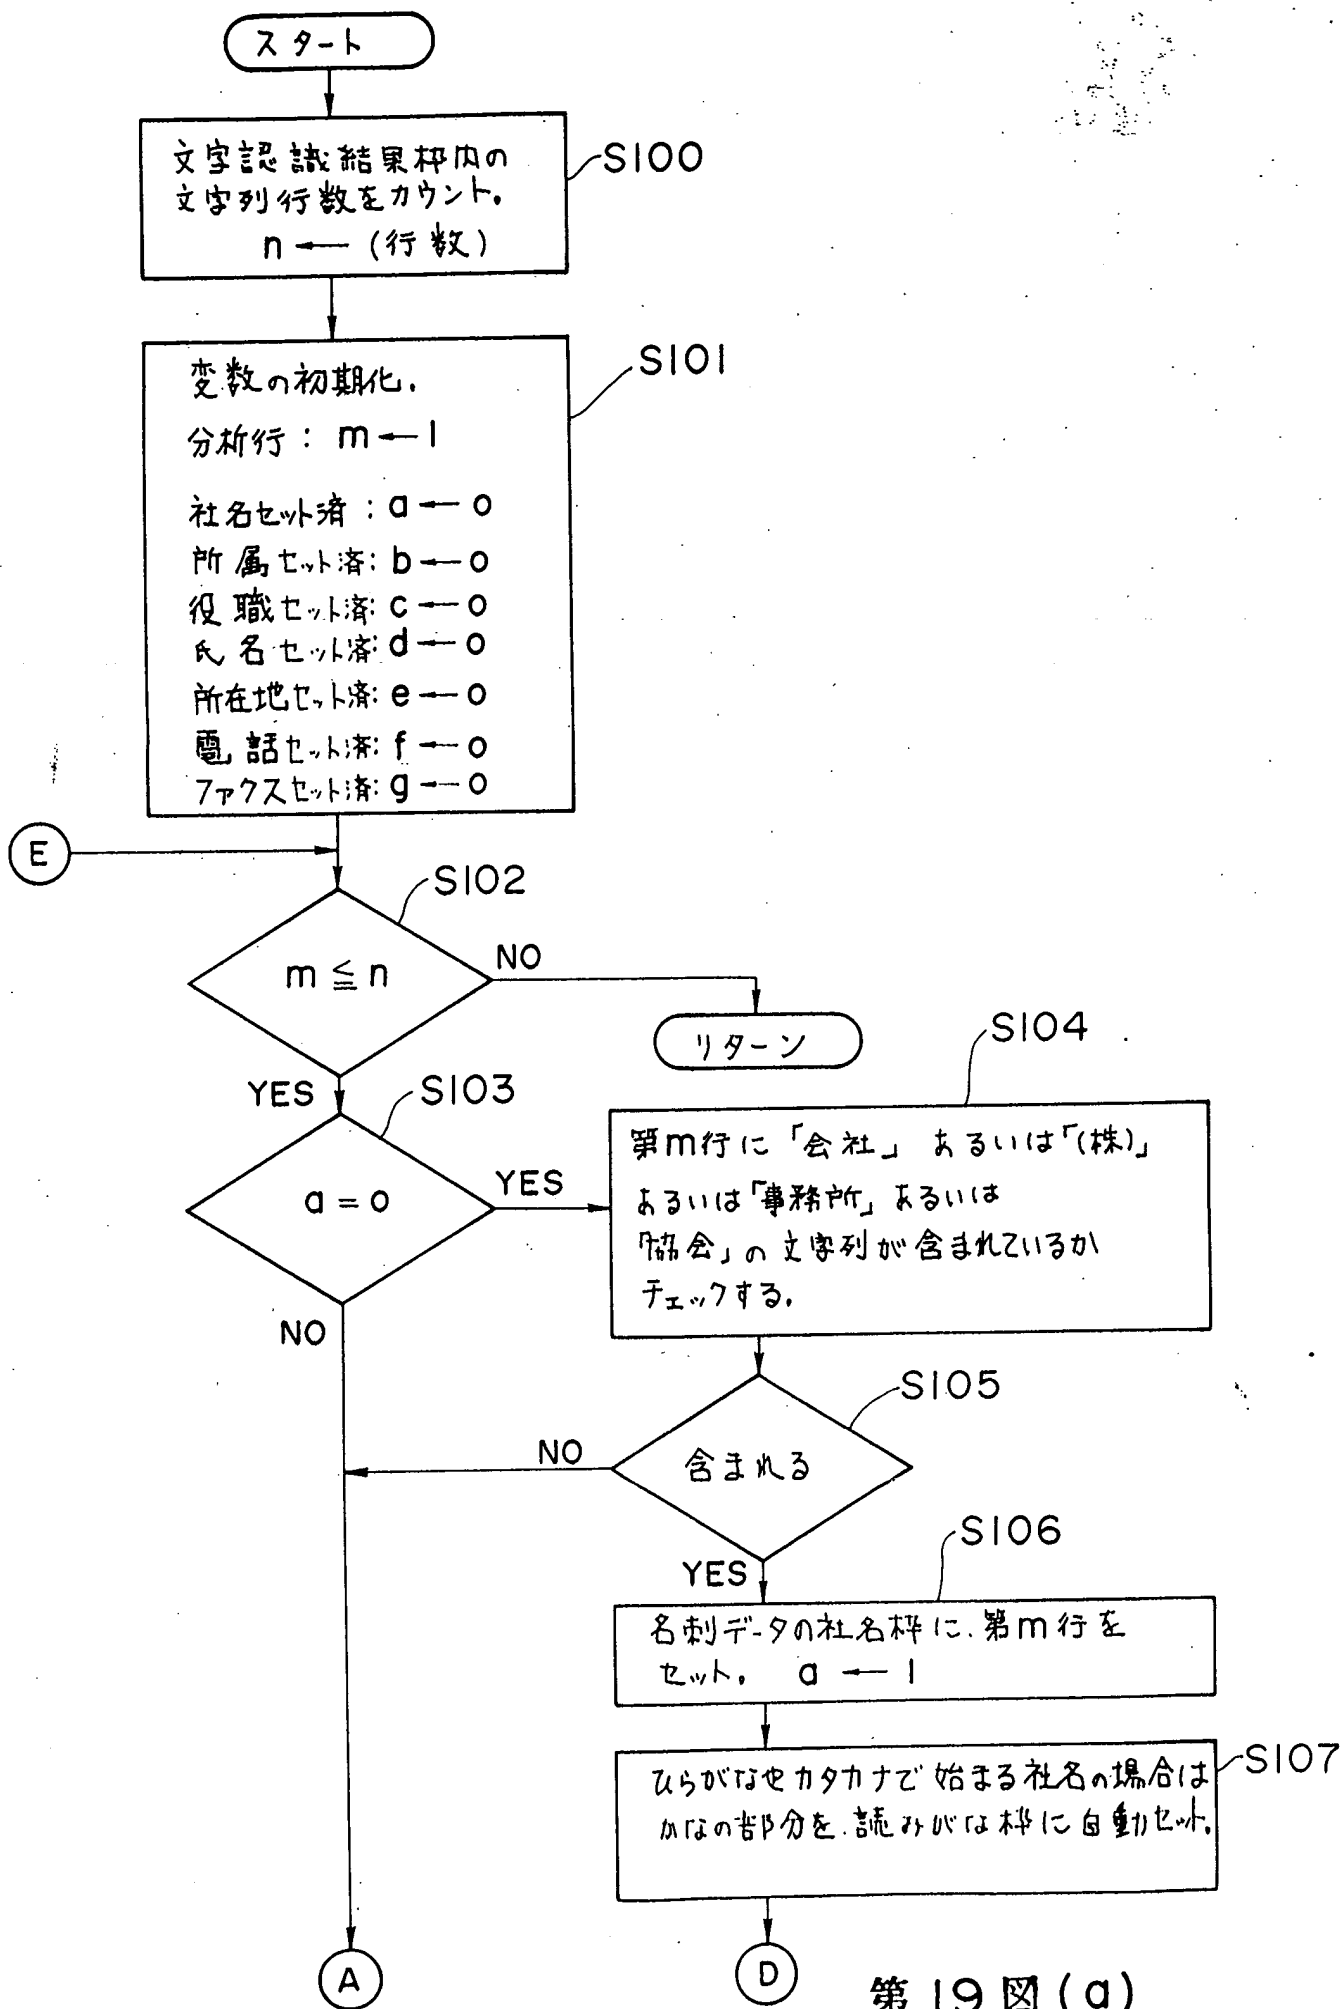 スタート
文字認識結果枠内の
文字列行数をカウント。
n ← (行数)
S100
変数の初期化.
分析行: m ← 1
社名セット済: a ← 0
所属セット済: b ← 0
役職セット済: c ← 0
氏名セット済: d ← 0
所在地セット済: e ← 0
電話セット済: f ← 0
ファクスセット済: g ← 0
S101
E
S102
m ≦ n
NO
リターン
YES
S103
a = 0
YES
NO
S104
第m行に「会社」あるいは「(株)」
あるいは「事務所」あるいは
「協会」の文字列が含まれているか
チェックする.
S105
含まれる
NO
YES
S106
名刺データの社名枠に、第m行を
セット。 a ← 1
S107
ひらがなやカタカナで始まる社名の場合は
かなの部分を、読みがな枠に自動セット。
A
D
第19図(a)